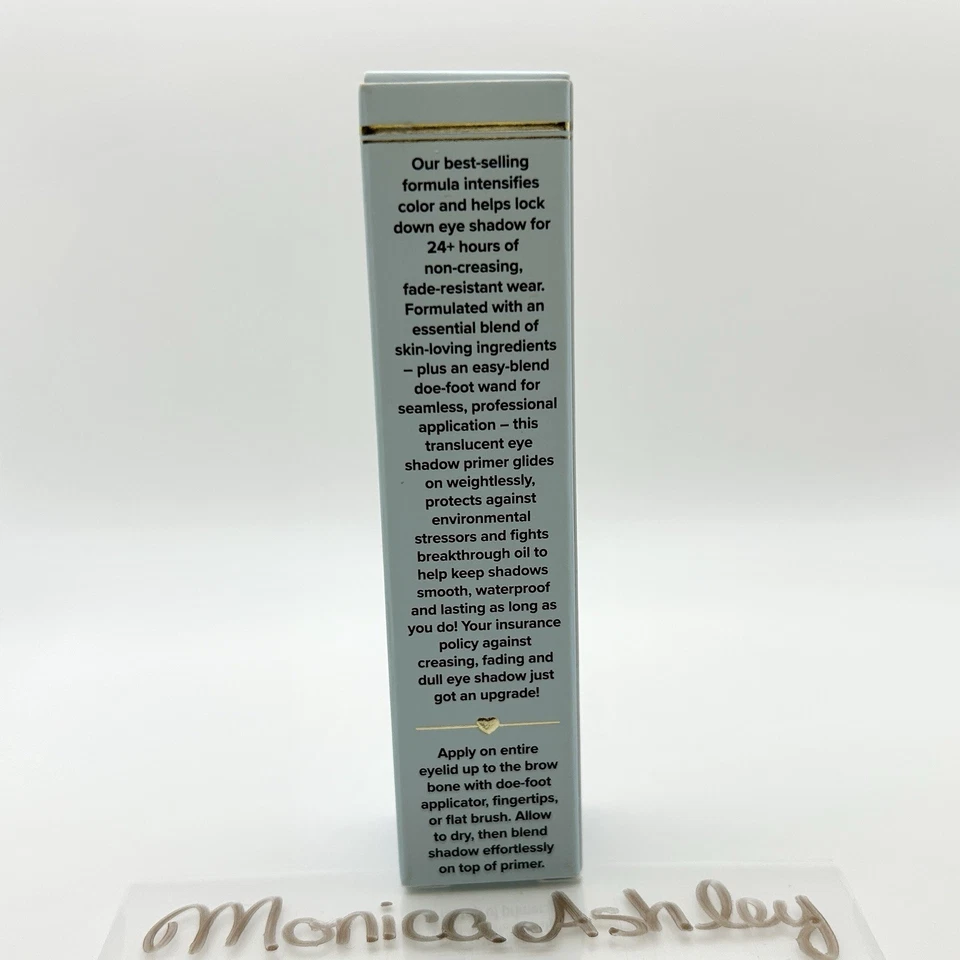 Our best-selling
formula intensifies
color and helps lock
down eye shadow for
24+ hours of
non-creasing,
fade-resistant wear.
Formulated with an
essential blend of
skin-loving ingredients
– plus an easy-blend
doe-foot wand for
seamless, professional
application – this
translucent eye
shadow primer glides
on weightlessly,
protects against
environmental
stressors and fights
breakthrough oil to
help keep shadows
smooth, waterproof
and lasting as long as
you do! Your insurance
policy against
creasing, fading and
dull eye shadow just
got an upgrade!
Apply on entire
eyelid up to the brow
bone with doe-foot
applicator, fingertips,
or flat brush. Allow
to dry, then blend
shadow effortlessly
on top of primer.
Monica Ashley